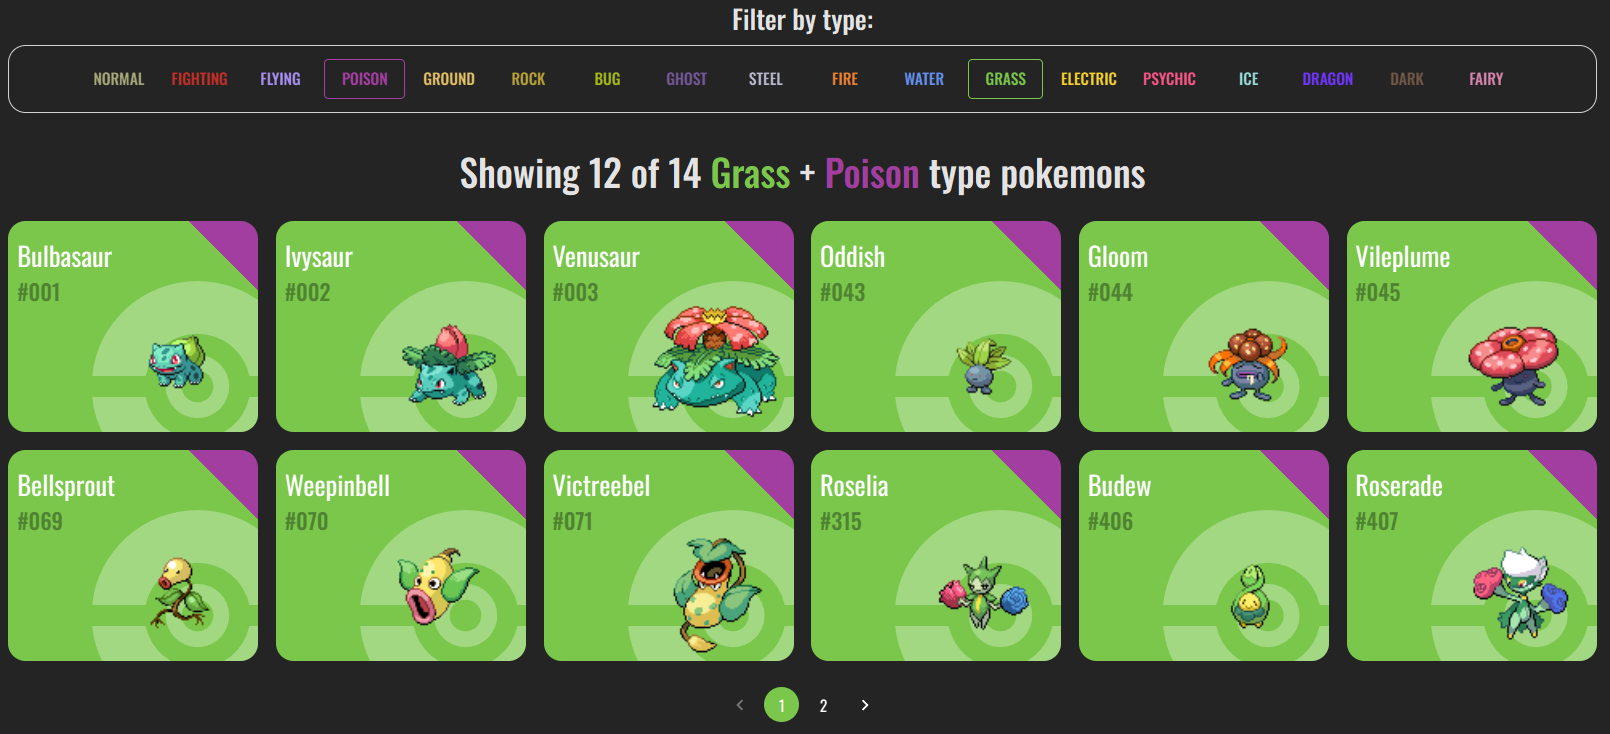 Filter by type:
NORMAL FIGHTING FLYING POISON GROUND ROCK BUG GHOST STEEL FIRE WATER GRASS ELECTRIC PSYCHIC ICE DRAGON DARK FAIRY
Showing 12 of 14 Grass + Poison type pokemons
Bulbasaur Ivysaur Venusaur Oddish Gloom Vileplume
#001 #002 #003 #043 #044 #045
Bellsprout Weepinbell Victreebel Roselia Budew Roserade
#069 #070 #071 #315 #406 #407
1 2